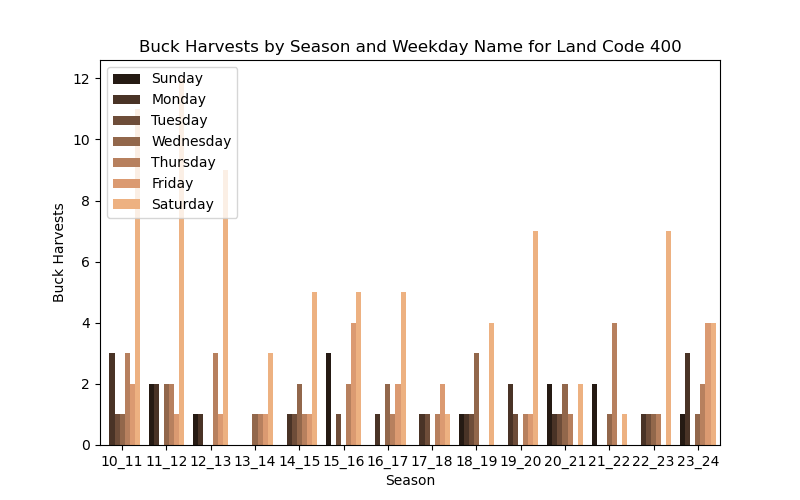 Buck Harvests by Season and Weekday Name for Land Code 400
12
10
8
6
4
2
0
Buck Harvests
Sunday
Monday
Tuesday
Wednesday
Thursday
Friday
Saturday
10_11 11_12 12_13 13_14 14_15 15_16 16_17 17_18 18_19 19_20 20_21 21_22 22_23 23_24
Season